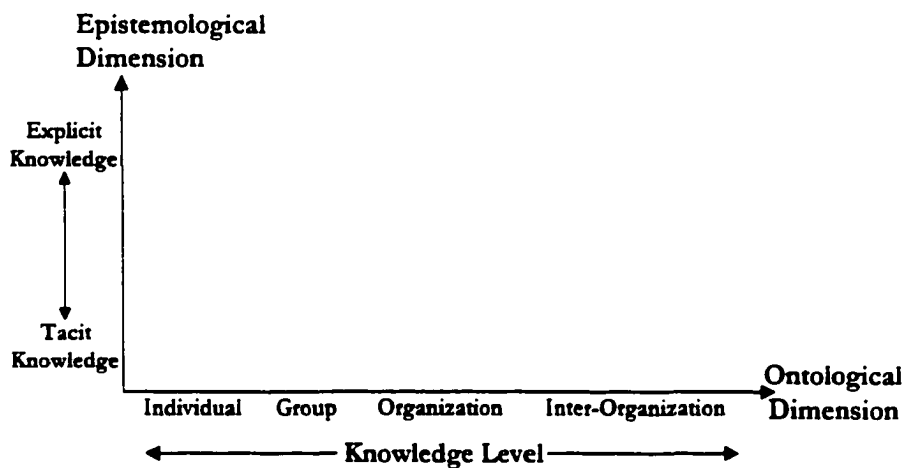 Epistemological
Dimension
Explicit
Knowledge
Tacit
Knowledge
Ontological
Dimension
Individual Group Organization Inter-Organization
Knowledge Level